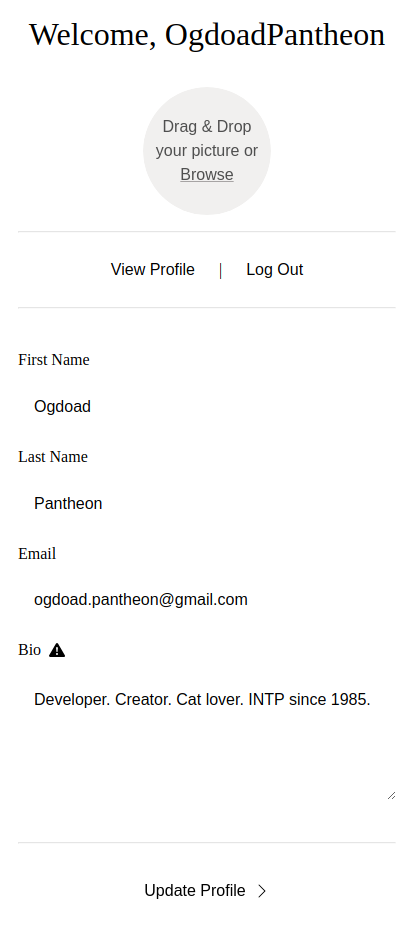 Welcome, OgdoadPantheon
Drag & Drop
your picture or
Browse
View Profile | Log Out
First Name
Ogdoad
Last Name
Pantheon
Email
ogdoad.pantheon@gmail.com
Bio
Developer. Creator. Cat lover. INTP since 1985.
Update Profile